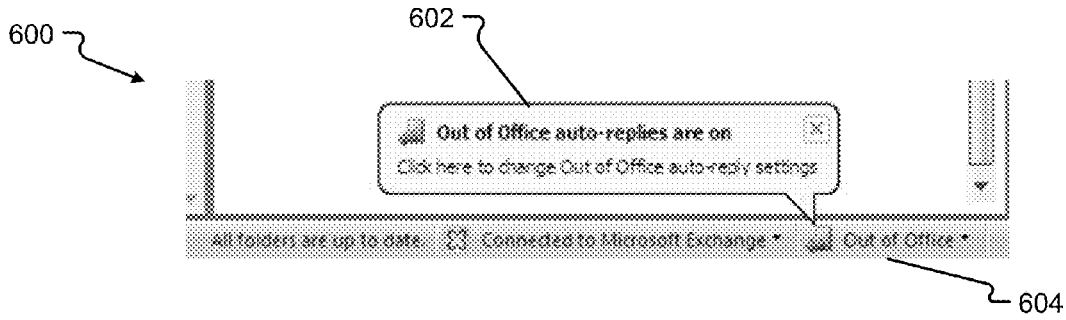 602
600
Out of Office auto-replies are on
Click here to change Out of Office auto-reply settings
All folders are up to date. Connected to Microsoft Exchange Out of Office
604